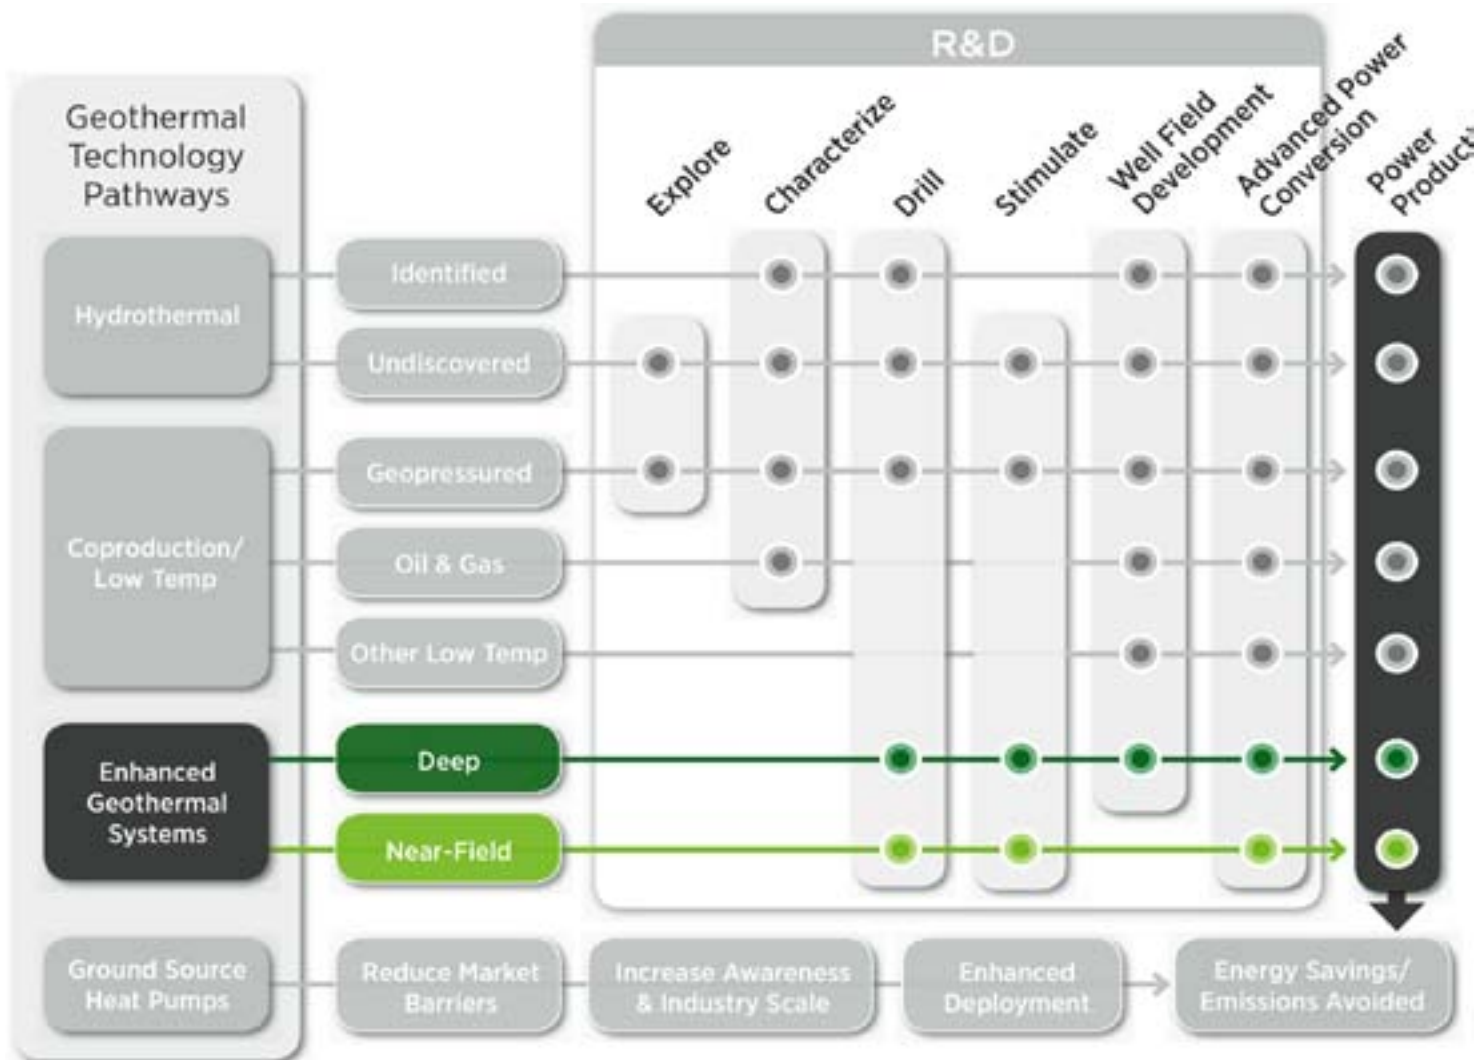 R&D
Geothermal
Technology
Pathways
Explore
Characterize
Drill
Stimulate
Well Field
Development
Advanced Power
Conversion
Power
Hydrothermal
Identified
Undiscovered
Coproduction/
Low Temp
Geopressured
Oil & Gas
Other Low Temp
Enhanced
Geothermal
Systems
Deep
Near-Field
Ground Source
Heat Pumps
Reduce Market
Barriers
Increase Awareness
& Industry Scale
Enhanced
Deployment
Energy Savings/
Emissions Avoided